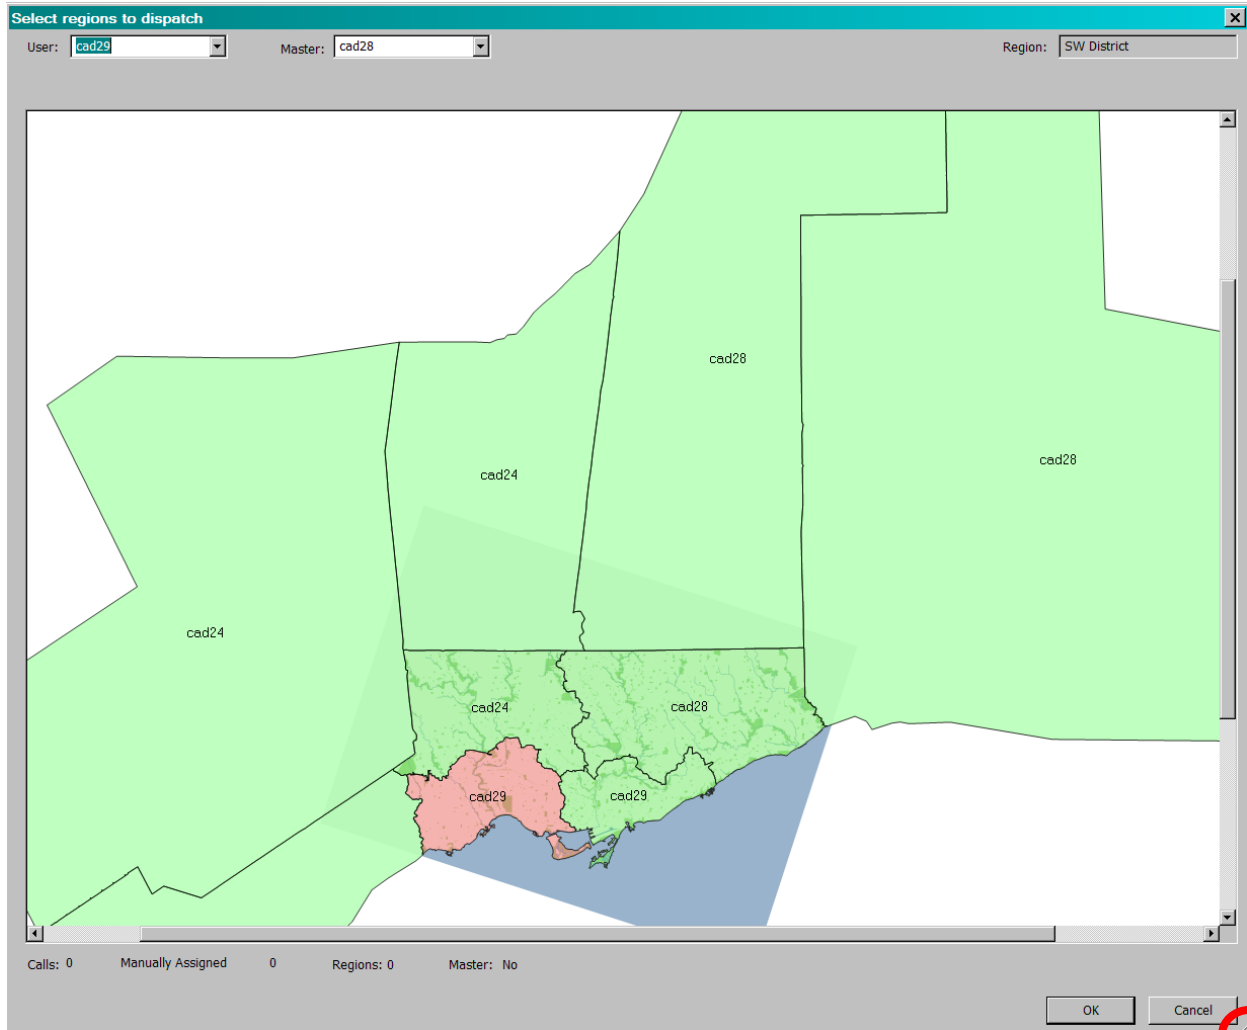 Select regions to dispatch
User: cad29 Master: cad28 Region: SW District
cad28
cad28
cad24
cad24
cad24 cad28
cad29 cad29
Calls: 0 Manually Assigned 0 Regions: 0 Master: No
OK Cancel